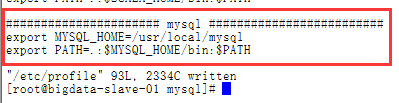 ###################### mysql #########################
export MYSQL_HOME=/usr/local/mysql
export PATH=.:$MYSQL_HOME/bin:$PATH
"/etc/profile" 93L, 2334C written
[root@bigdata-slave-01 mysql]#